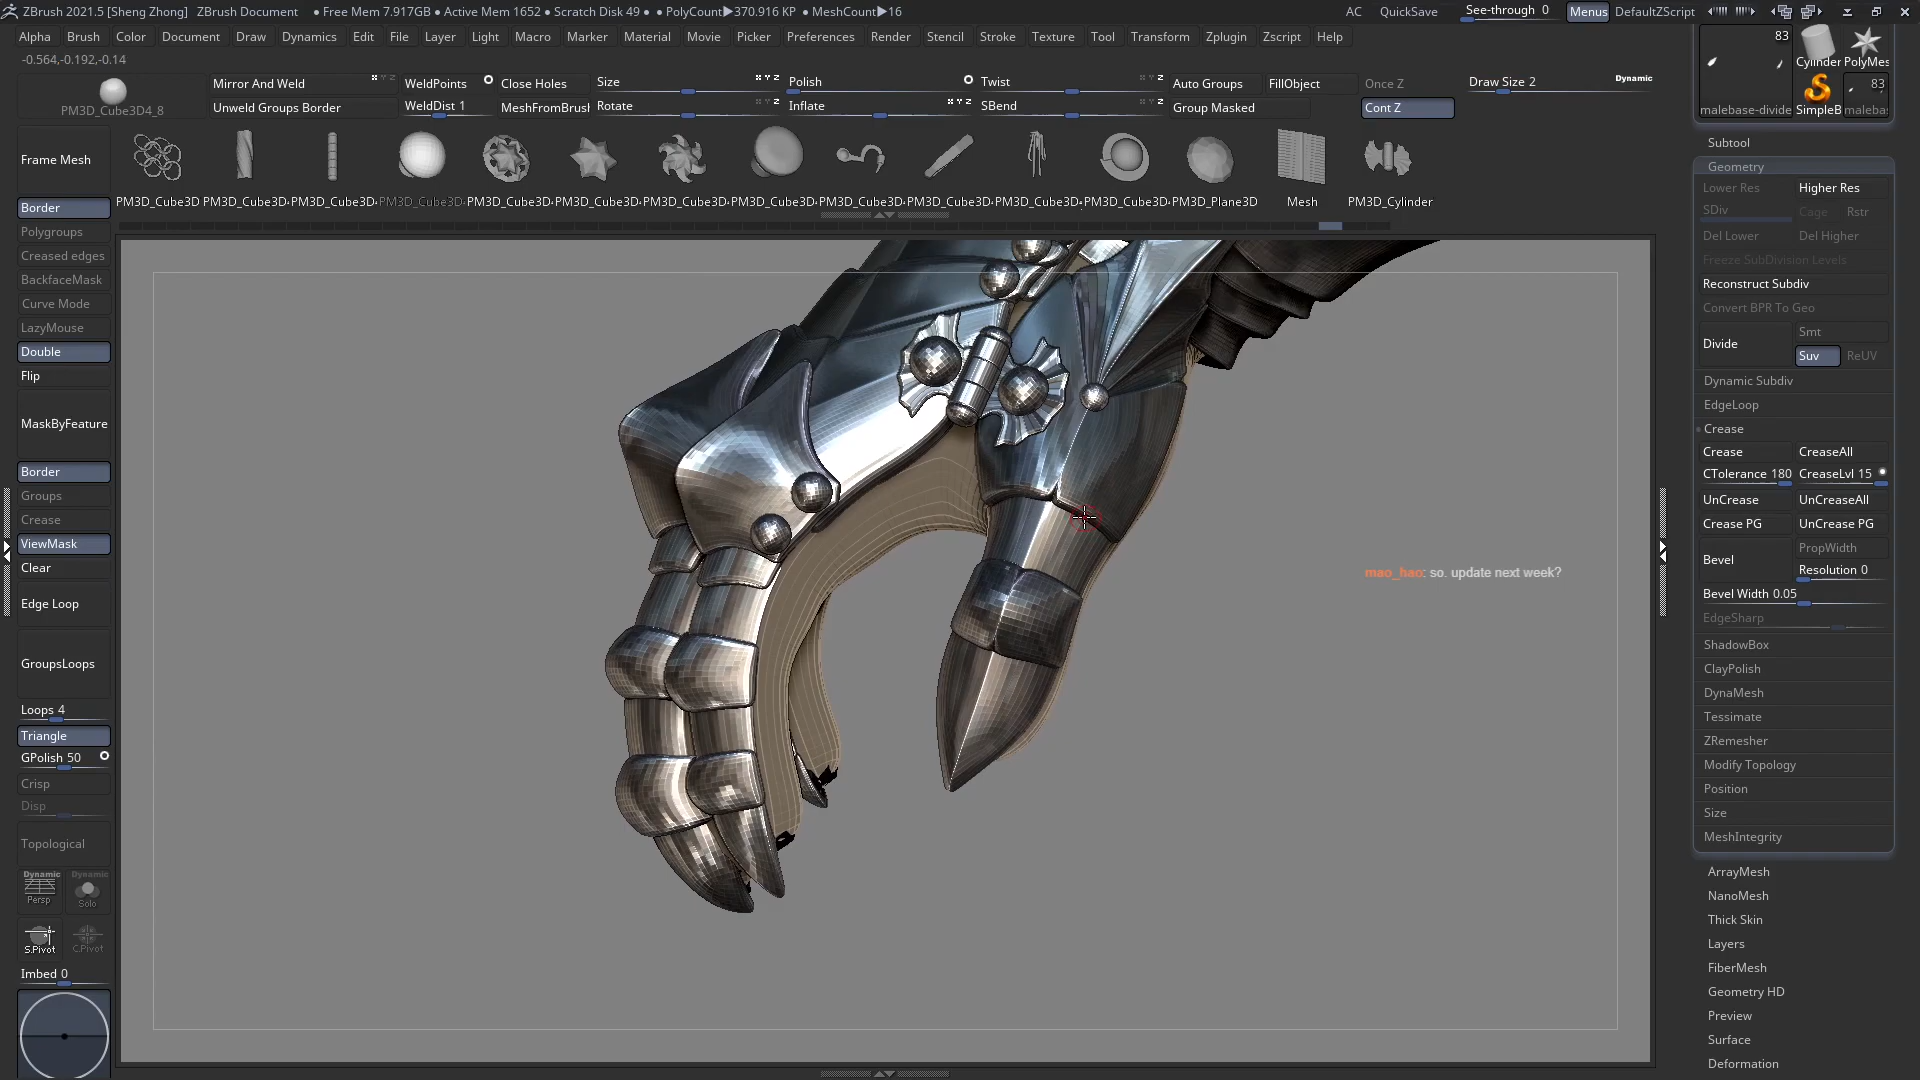 ZBrush 2021.5 [Sheng Zhong] ZBrush Document • Free Mem 7.917GB • Active Mem 1652 • Scratch Disk 49 • • PolyCount▶370.916 KP • MeshCount▶16 AC QuickSave See-through 0 Menus DefaultZScript
Alpha Brush Color Document Draw Dynamics Edit File Layer Light Macro Marker Material Movie Picker Preferences Render Stencil Stroke Texture Tool Transform Zplugin Zscript Help
-0.564,-0.192,-0.14
PM3D_Cube3D4_8
Mirror And Weld WeldPoints Close Holes Size Polish Twist Auto Groups FillObject Once Z Draw Size 2 Dynamic
Unweld Groups Border WeldDist 1 MeshFromBrush Rotate Inflate SBend Group Masked Cont Z
PM3D_Cube3D PM3D_Cube3D PM3D_Cube3D PM3D_Cube3D PM3D_Cube3D PM3D_Cube3D PM3D_Cube3D PM3D_Cube3D PM3D_Cube3D PM3D_Cube3D PM3D_Cube3D PM3D_Cube3D PM3D_Plane3D Mesh PM3D_Cylinder
Frame Mesh
Border
Polygroups
Creased edges
BackfaceMask
Curve Mode
LazyMouse
Double
Flip
MaskByFeature
Border
Groups
Crease
ViewMask
Clear
Edge Loop
GroupsLoops
Loops 4
Triangle
GPolish 50
Crisp
Disp
Topological
Dynamic Dynamic
Persp Solo
S.Pivot C.Pivot
Imbed 0
mao_hao: so. update next week?
83
Cylinder PolyMes
83
malebase-divide SimpleB malebas
Subtool
Geometry
Lower Res Higher Res
SDiv Cage Rstr
Del Lower Del Higher
Freeze SubDivision Levels
Reconstruct Subdiv
Convert BPR To Geo
Divide Smt
Suv ReUV
Dynamic Subdiv
EdgeLoop
Crease
Crease CreaseAll
CTolerance 180 CreaseLvl 15
UnCrease UnCreaseAll
Crease PG UnCrease PG
Bevel PropWidth
Resolution 0
Bevel Width 0.05
EdgeSharp
ShadowBox
ClayPolish
DynaMesh
Tessimate
ZRemesher
Modify Topology
Position
Size
MeshIntegrity
ArrayMesh
NanoMesh
Thick Skin
Layers
FiberMesh
Geometry HD
Preview
Surface
Deformation